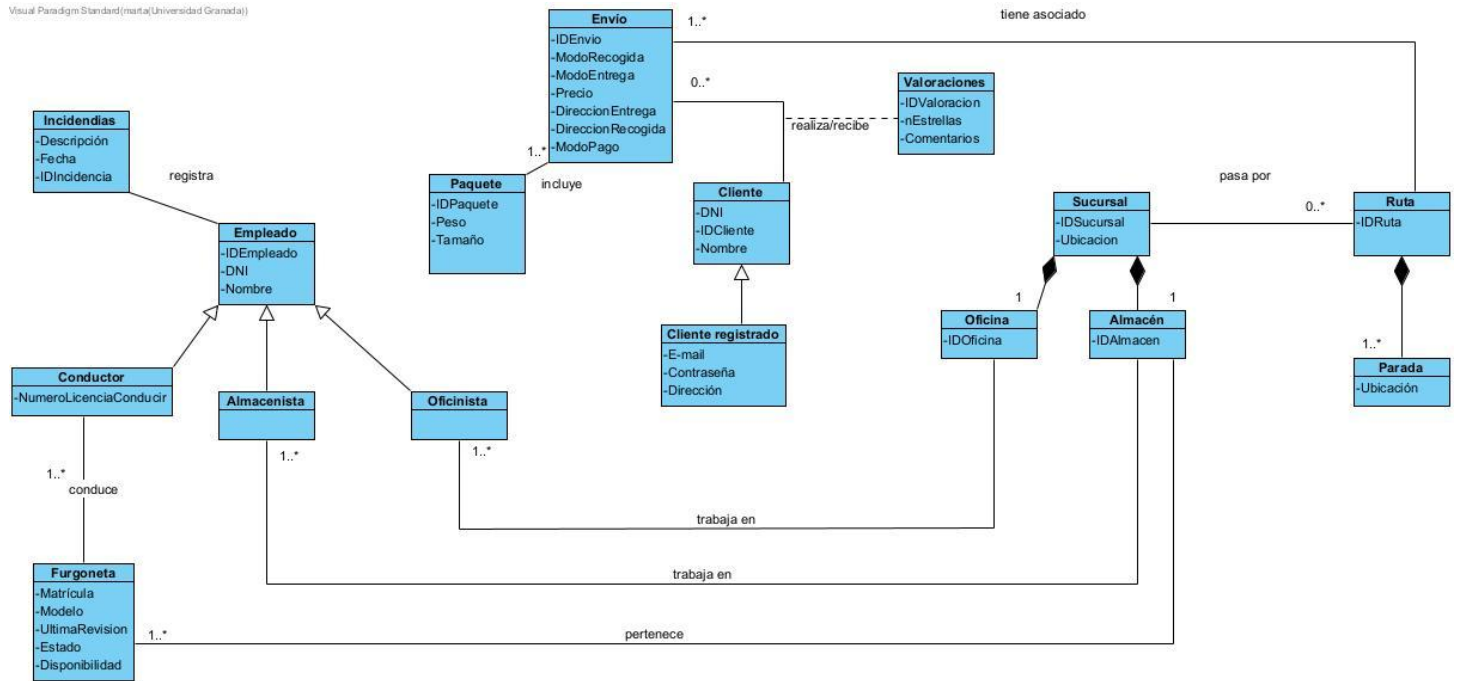 Visual Paradigm Standard(marta(Universidad Granada))
Envío
-IDEnvio
-ModoRecogida
-ModoEntrega
-Precio
-DireccionEntrega
-DireccionRecogida
-ModoPago
1..*
tiene asociado
0..*
Valoraciones
-IDValoracion
-nEstrellas
-Comentarios
realiza/recibe
Incidendias
-Descripción
-Fecha
-IDIncidencia
registra
1..*
incluye
Paquete
-IDPaquete
-Peso
-Tamaño
Cliente
-DNI
-IDCliente
-Nombre
Sucursal
-IDSucursal
-Ubicacion
pasa por
0..*
Ruta
-IDRuta
Empleado
-IDEmpleado
-DNI
-Nombre
Cliente registrado
-E-mail
-Contraseña
-Dirección
1
Oficina
-IDOficina
1
Almacén
-IDAlmacen
1..*
Parada
-Ubicación
Conductor
-NumeroLicenciaConducir
Almacenista
1..*
Oficinista
1..*
1..*
conduce
trabaja en
trabaja en
Furgoneta
-Matrícula
-Modelo
-UltimaRevision
-Estado
-Disponibilidad
1..*
pertenece